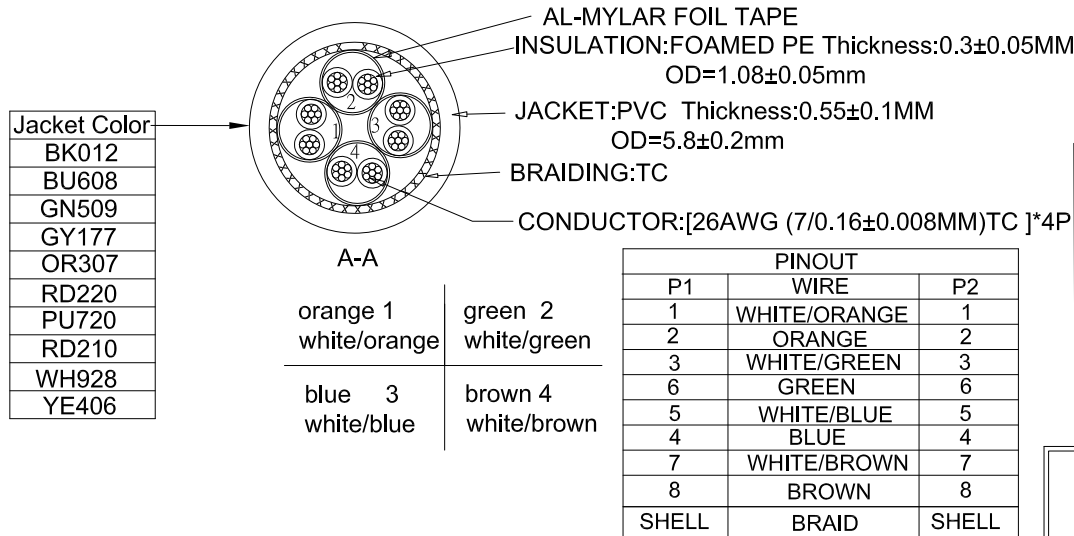 AL-MYLAR FOIL TAPE
INSULATION:FOAMED PE Thickness:0.3±0.05MM
OD=1.08±0.05mm
JACKET:PVC Thickness:0.55±0.1MM
OD=5.8±0.2mm
BRAIDING:TC
CONDUCTOR:[26AWG (7/0.16±0.008MM)TC ]*4P
Jacket Color
BK012
BU608
GN509
GY177
OR307
RD220
PU720
RD210
WH928
YE406
2
1
3
4
A-A
orange 1
white/orange
green 2
white/green
blue 3
white/blue
brown 4
white/brown
PINOUT
P1 WIRE P2
1 WHITE/ORANGE 1
2 ORANGE 2
3 WHITE/GREEN 3
6 GREEN 6
5 WHITE/BLUE 5
4 BLUE 4
7 WHITE/BROWN 7
8 BROWN 8
SHELL BRAID SHELL